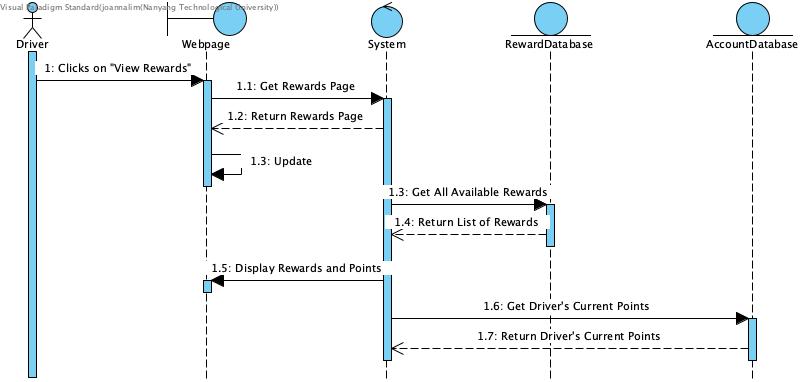 Visual Paradigm Standard(joannalim(Nanyang Technological University))
Driver
Webpage
System
RewardDatabase
AccountDatabase
1: Clicks on "View Rewards"
1.1: Get Rewards Page
1.2: Return Rewards Page
1.3: Update
1.3: Get All Available Rewards
1.4: Return List of Rewards
1.5: Display Rewards and Points
1.6: Get Driver's Current Points
1.7: Return Driver's Current Points